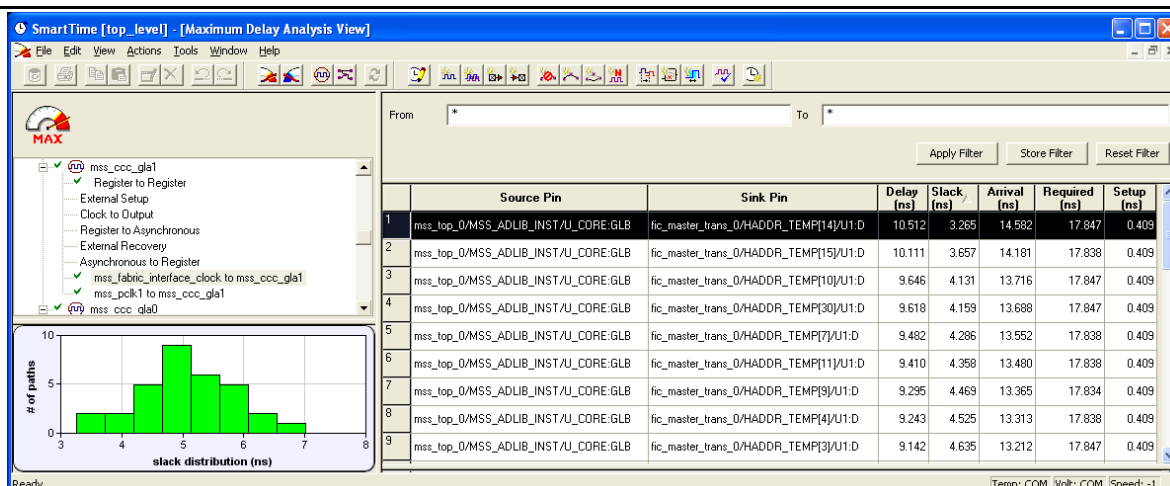 SmartTime [top_level] - [Maximum Delay Analysis View]
File Edit View Actions Tools Window Help
From * To *
MAX
Apply Filter Store Filter Reset Filter
mss_ccc_gla1
Register to Register
External Setup
Clock to Output
Register to Asynchronous
External Recovery
Asynchronous to Register
mss_fabric_interface_clock to mss_ccc_gla1
mss_pclk1 to mss_ccc_gla1
mss_ccc_gla0
Source Pin Sink Pin Delay (ns) Slack (ns) Arrival (ns) Required (ns) Setup (ns)
1 mss_top_0/MSS_ADLIB_INST/U_CORE:GLB fic_master_trans_0/HADDR_TEMP[14]/U1:D 10.512 3.265 14.582 17.847 0.409
2 mss_top_0/MSS_ADLIB_INST/U_CORE:GLB fic_master_trans_0/HADDR_TEMP[15]/U1:D 10.111 3.657 14.181 17.838 0.409
3 mss_top_0/MSS_ADLIB_INST/U_CORE:GLB fic_master_trans_0/HADDR_TEMP[10]/U1:D 9.646 4.131 13.716 17.847 0.409
4 mss_top_0/MSS_ADLIB_INST/U_CORE:GLB fic_master_trans_0/HADDR_TEMP[30]/U1:D 9.618 4.159 13.688 17.847 0.409
5 mss_top_0/MSS_ADLIB_INST/U_CORE:GLB fic_master_trans_0/HADDR_TEMP[7]/U1:D 9.482 4.286 13.552 17.838 0.409
6 mss_top_0/MSS_ADLIB_INST/U_CORE:GLB fic_master_trans_0/HADDR_TEMP[11]/U1:D 9.410 4.358 13.480 17.838 0.409
7 mss_top_0/MSS_ADLIB_INST/U_CORE:GLB fic_master_trans_0/HADDR_TEMP[9]/U1:D 9.295 4.469 13.365 17.834 0.409
8 mss_top_0/MSS_ADLIB_INST/U_CORE:GLB fic_master_trans_0/HADDR_TEMP[4]/U1:D 9.243 4.525 13.313 17.838 0.409
9 mss_top_0/MSS_ADLIB_INST/U_CORE:GLB fic_master_trans_0/HADDR_TEMP[3]/U1:D 9.142 4.635 13.212 17.847 0.409
# of paths
10
5
0
3 4 5 6 7 8
slack distribution (ns)
Ready Temp: COM Volt: COM Speed: -1